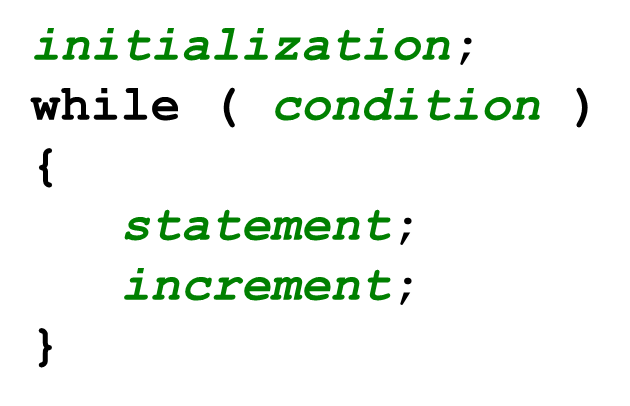 initialization;
while ( condition )
{
statement;
increment;
}